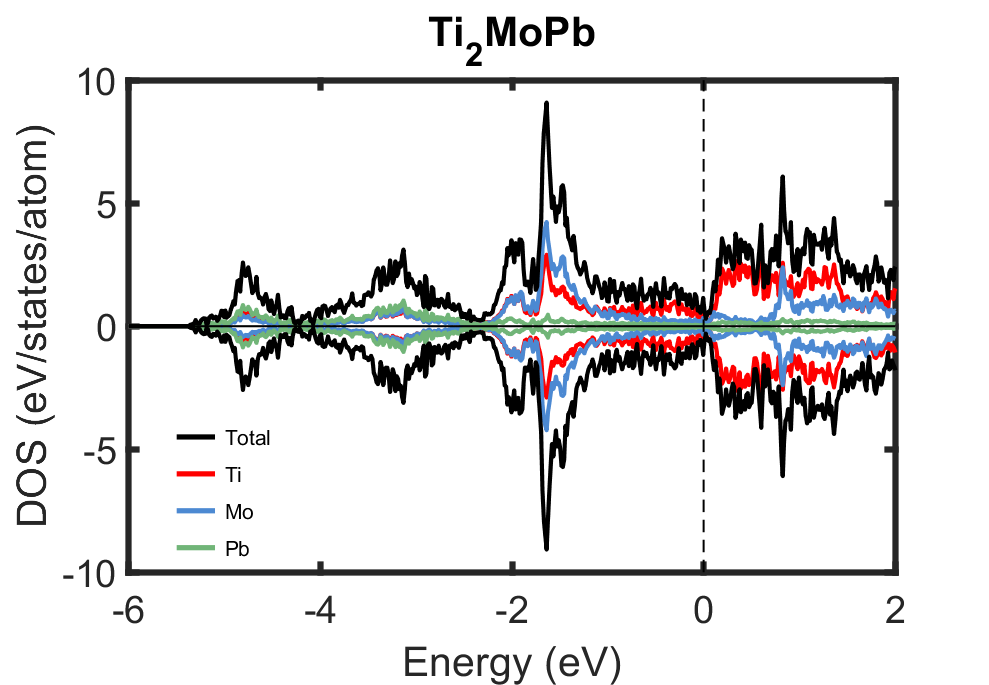 Ti₂MoPb
DOS (eV/states/atom)
10
5
0
-5
-10
Total
Ti
Mo
Pb
-6 -4 -2 0 2
Energy (eV)